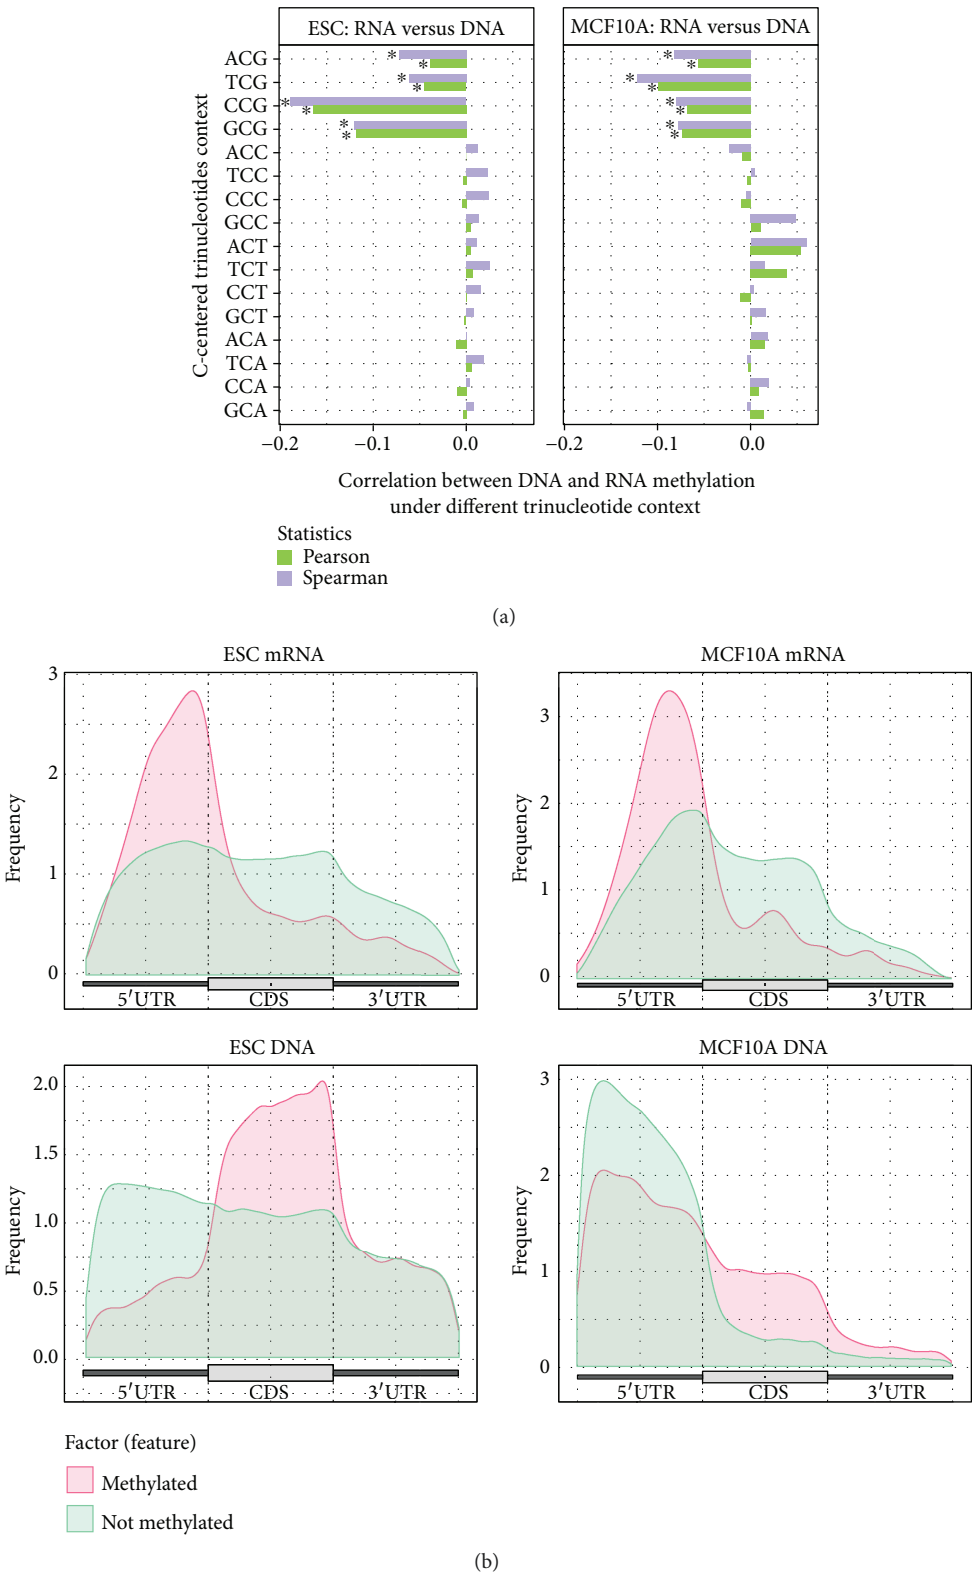 ESC: RNA versus DNA
MCF10A: RNA versus DNA
C-centered trinucleotides context
ACG
TCG
CCG
GCG
ACC
TCC
CCC
GCC
ACT
TCT
CCT
GCT
ACA
TCA
CCA
GCA
* * * * * * * *
* * * * * * * *
−0.2 −0.1 0.0
−0.2 −0.1 0.0
Correlation between DNA and RNA methylation
under different trinucleotide context
Statistics
Pearson
Spearman
(a)
ESC mRNA
Frequency
3
2
1
0
5′UTR CDS 3′UTR
MCF10A mRNA
Frequency
3
2
1
0
5′UTR CDS 3′UTR
ESC DNA
Frequency
2.0
1.5
1.0
0.5
0.0
5′UTR CDS 3′UTR
MCF10A DNA
Frequency
3
2
1
0
5′UTR CDS 3′UTR
Factor (feature)
Methylated
Not methylated
(b)